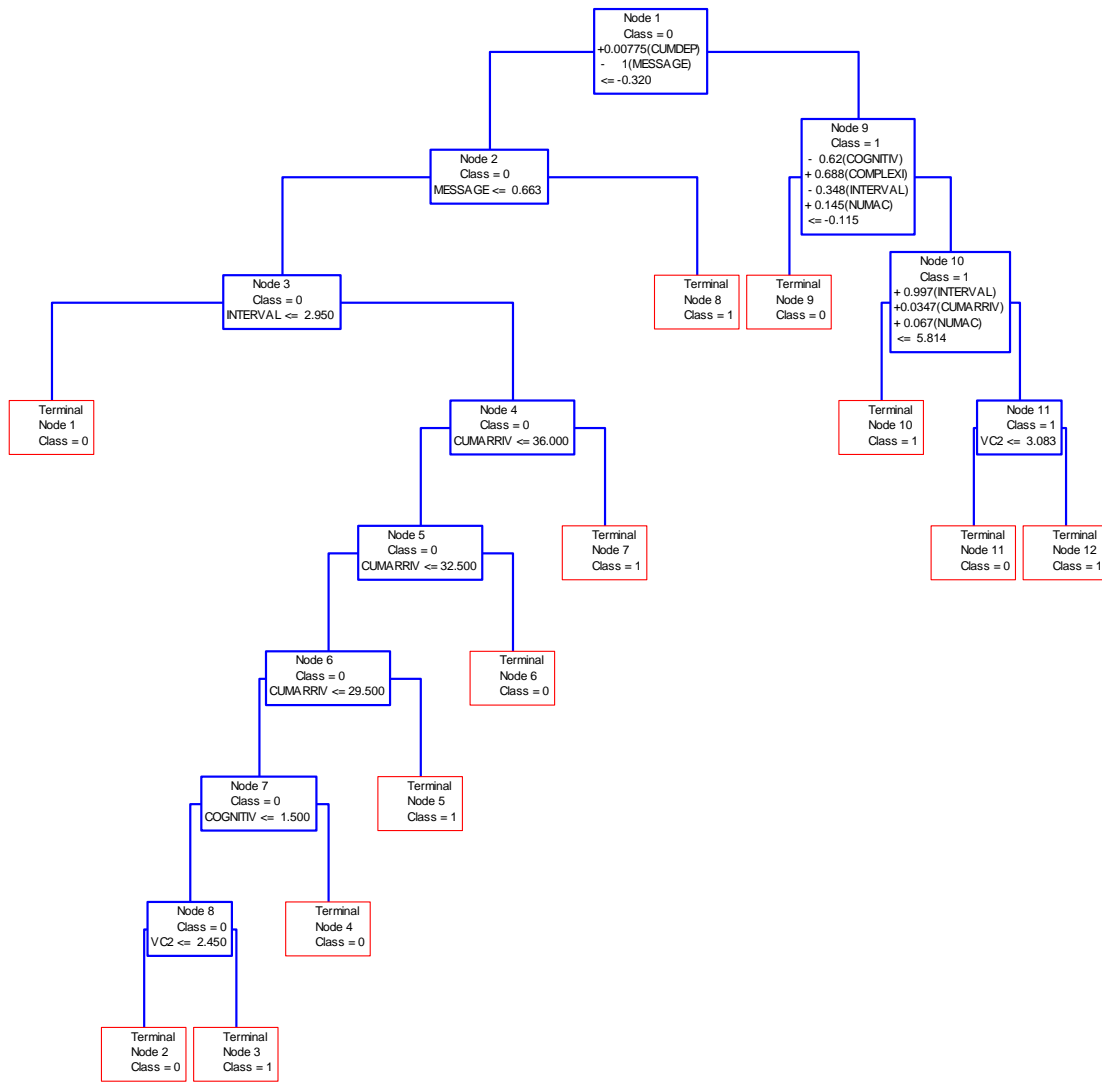 Node 1
Class = 0
+0.00775(CUMDEP)
- 1(MESSAGE)
<= -0.320
Node 9
Class = 1
- 0.62(COGNITIV)
+ 0.688(COMPLEXI)
- 0.348(INTERVAL)
+ 0.145(NUMAC)
<= -0.115
Node 2
Class = 0
MESSAGE <= 0.663
Node 10
Class = 1
+ 0.997(INTERVAL)
+0.0347(CUMARRIV)
+ 0.067(NUMAC)
<= 5.814
Node 3
Class = 0
INTERVAL <= 2.950
Terminal
Node 8
Class = 1
Terminal
Node 9
Class = 0
Terminal
Node 1
Class = 0
Node 4
Class = 0
CUMARRIV <= 36.000
Terminal
Node 10
Class = 1
Node 11
Class = 1
VC2 <= 3.083
Node 5
Class = 0
CUMARRIV <= 32.500
Terminal
Node 7
Class = 1
Terminal
Node 11
Class = 0
Terminal
Node 12
Class = 1
Node 6
Class = 0
CUMARRIV <= 29.500
Terminal
Node 6
Class = 0
Node 7
Class = 0
COGNITIV <= 1.500
Terminal
Node 5
Class = 1
Node 8
Class = 0
VC2 <= 2.450
Terminal
Node 4
Class = 0
Terminal
Node 2
Class = 0
Terminal
Node 3
Class = 1